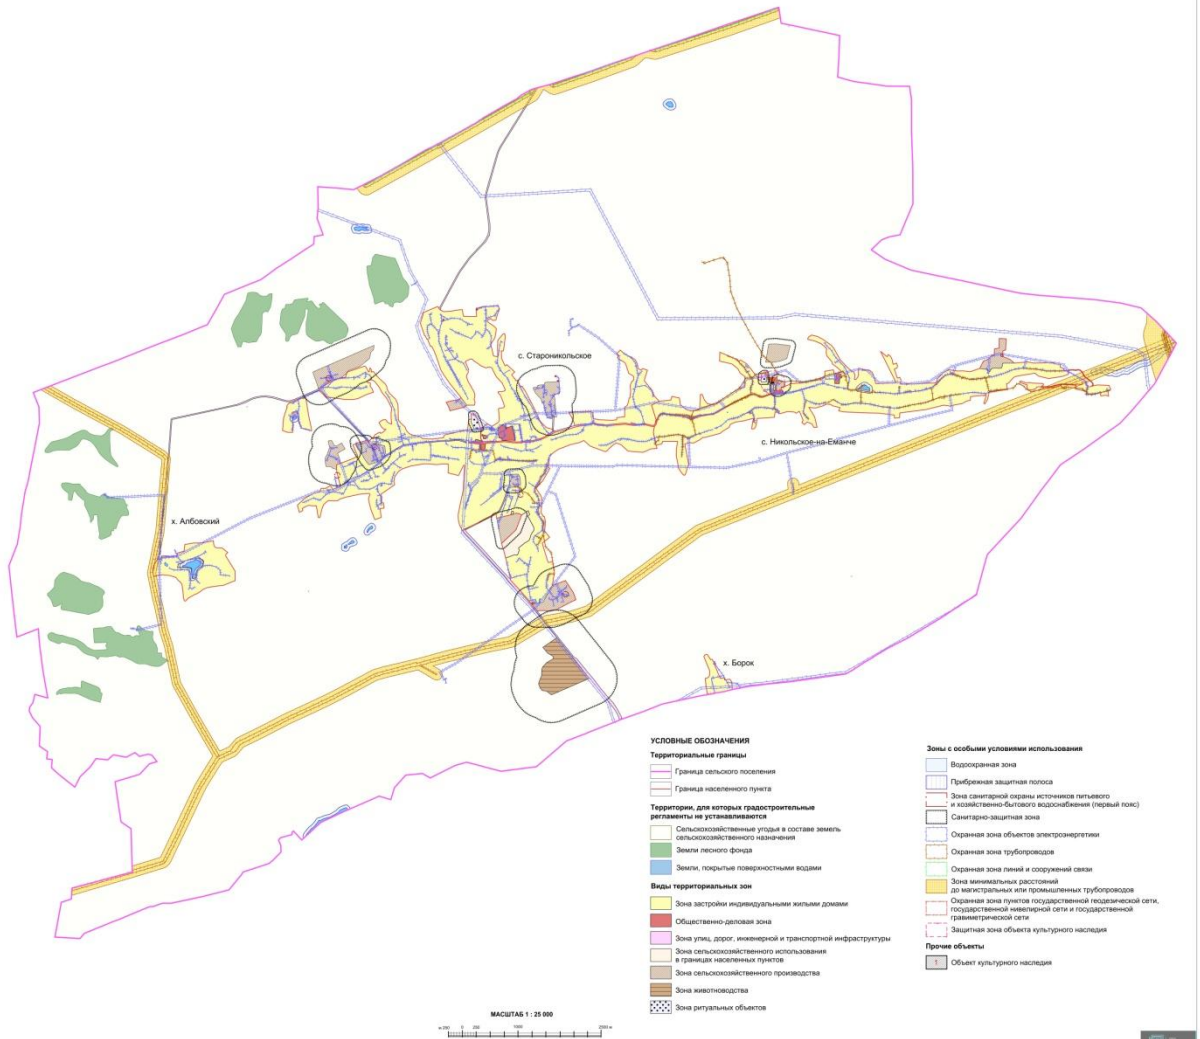 с. Староникольское
с. Никольское-на-Еманче
х. Албовский
х. Борок
УСЛОВНЫЕ ОБОЗНАЧЕНИЯ
Территориальные границы
Граница сельского поселения
Граница населенного пункта
Территории, для которых градостроительные
регламенты не устанавливаются
Сельскохозяйственные угодья в составе земель
сельскохозяйственного назначения
Земли лесного фонда
Земли, покрытые поверхностными водами
Виды территориальных зон
Зона застройки индивидуальными жилыми домами
Общественно-деловая зона
Зона улиц, дорог, инженерной и транспортной инфраструктуры
Зона сельскохозяйственного использования
в границах населенных пунктов
Зона сельскохозяйственного производства
Зона животноводства
Зона ритуальных объектов
Зоны с особыми условиями использования
Водоохранная зона
Прибрежная защитная полоса
Зона санитарной охраны источников питьевого
и хозяйственно-бытового водоснабжения (первый пояс)
Санитарно-защитная зона
Охранная зона объектов электроэнергетики
Охранная зона трубопроводов
Охранная зона линий и сооружений связи
Зона минимальных расстояний
до магистральных или промышленных трубопроводов
Охранная зона пунктов государственной геодезической сети,
государственной нивелирной сети и государственной
гравиметрической сети
Защитная зона объекта культурного наследия
Прочие объекты
1 Объект культурного наследия
МАСШТАБ 1 : 25 000
м 250 0 250 1000 2500 м